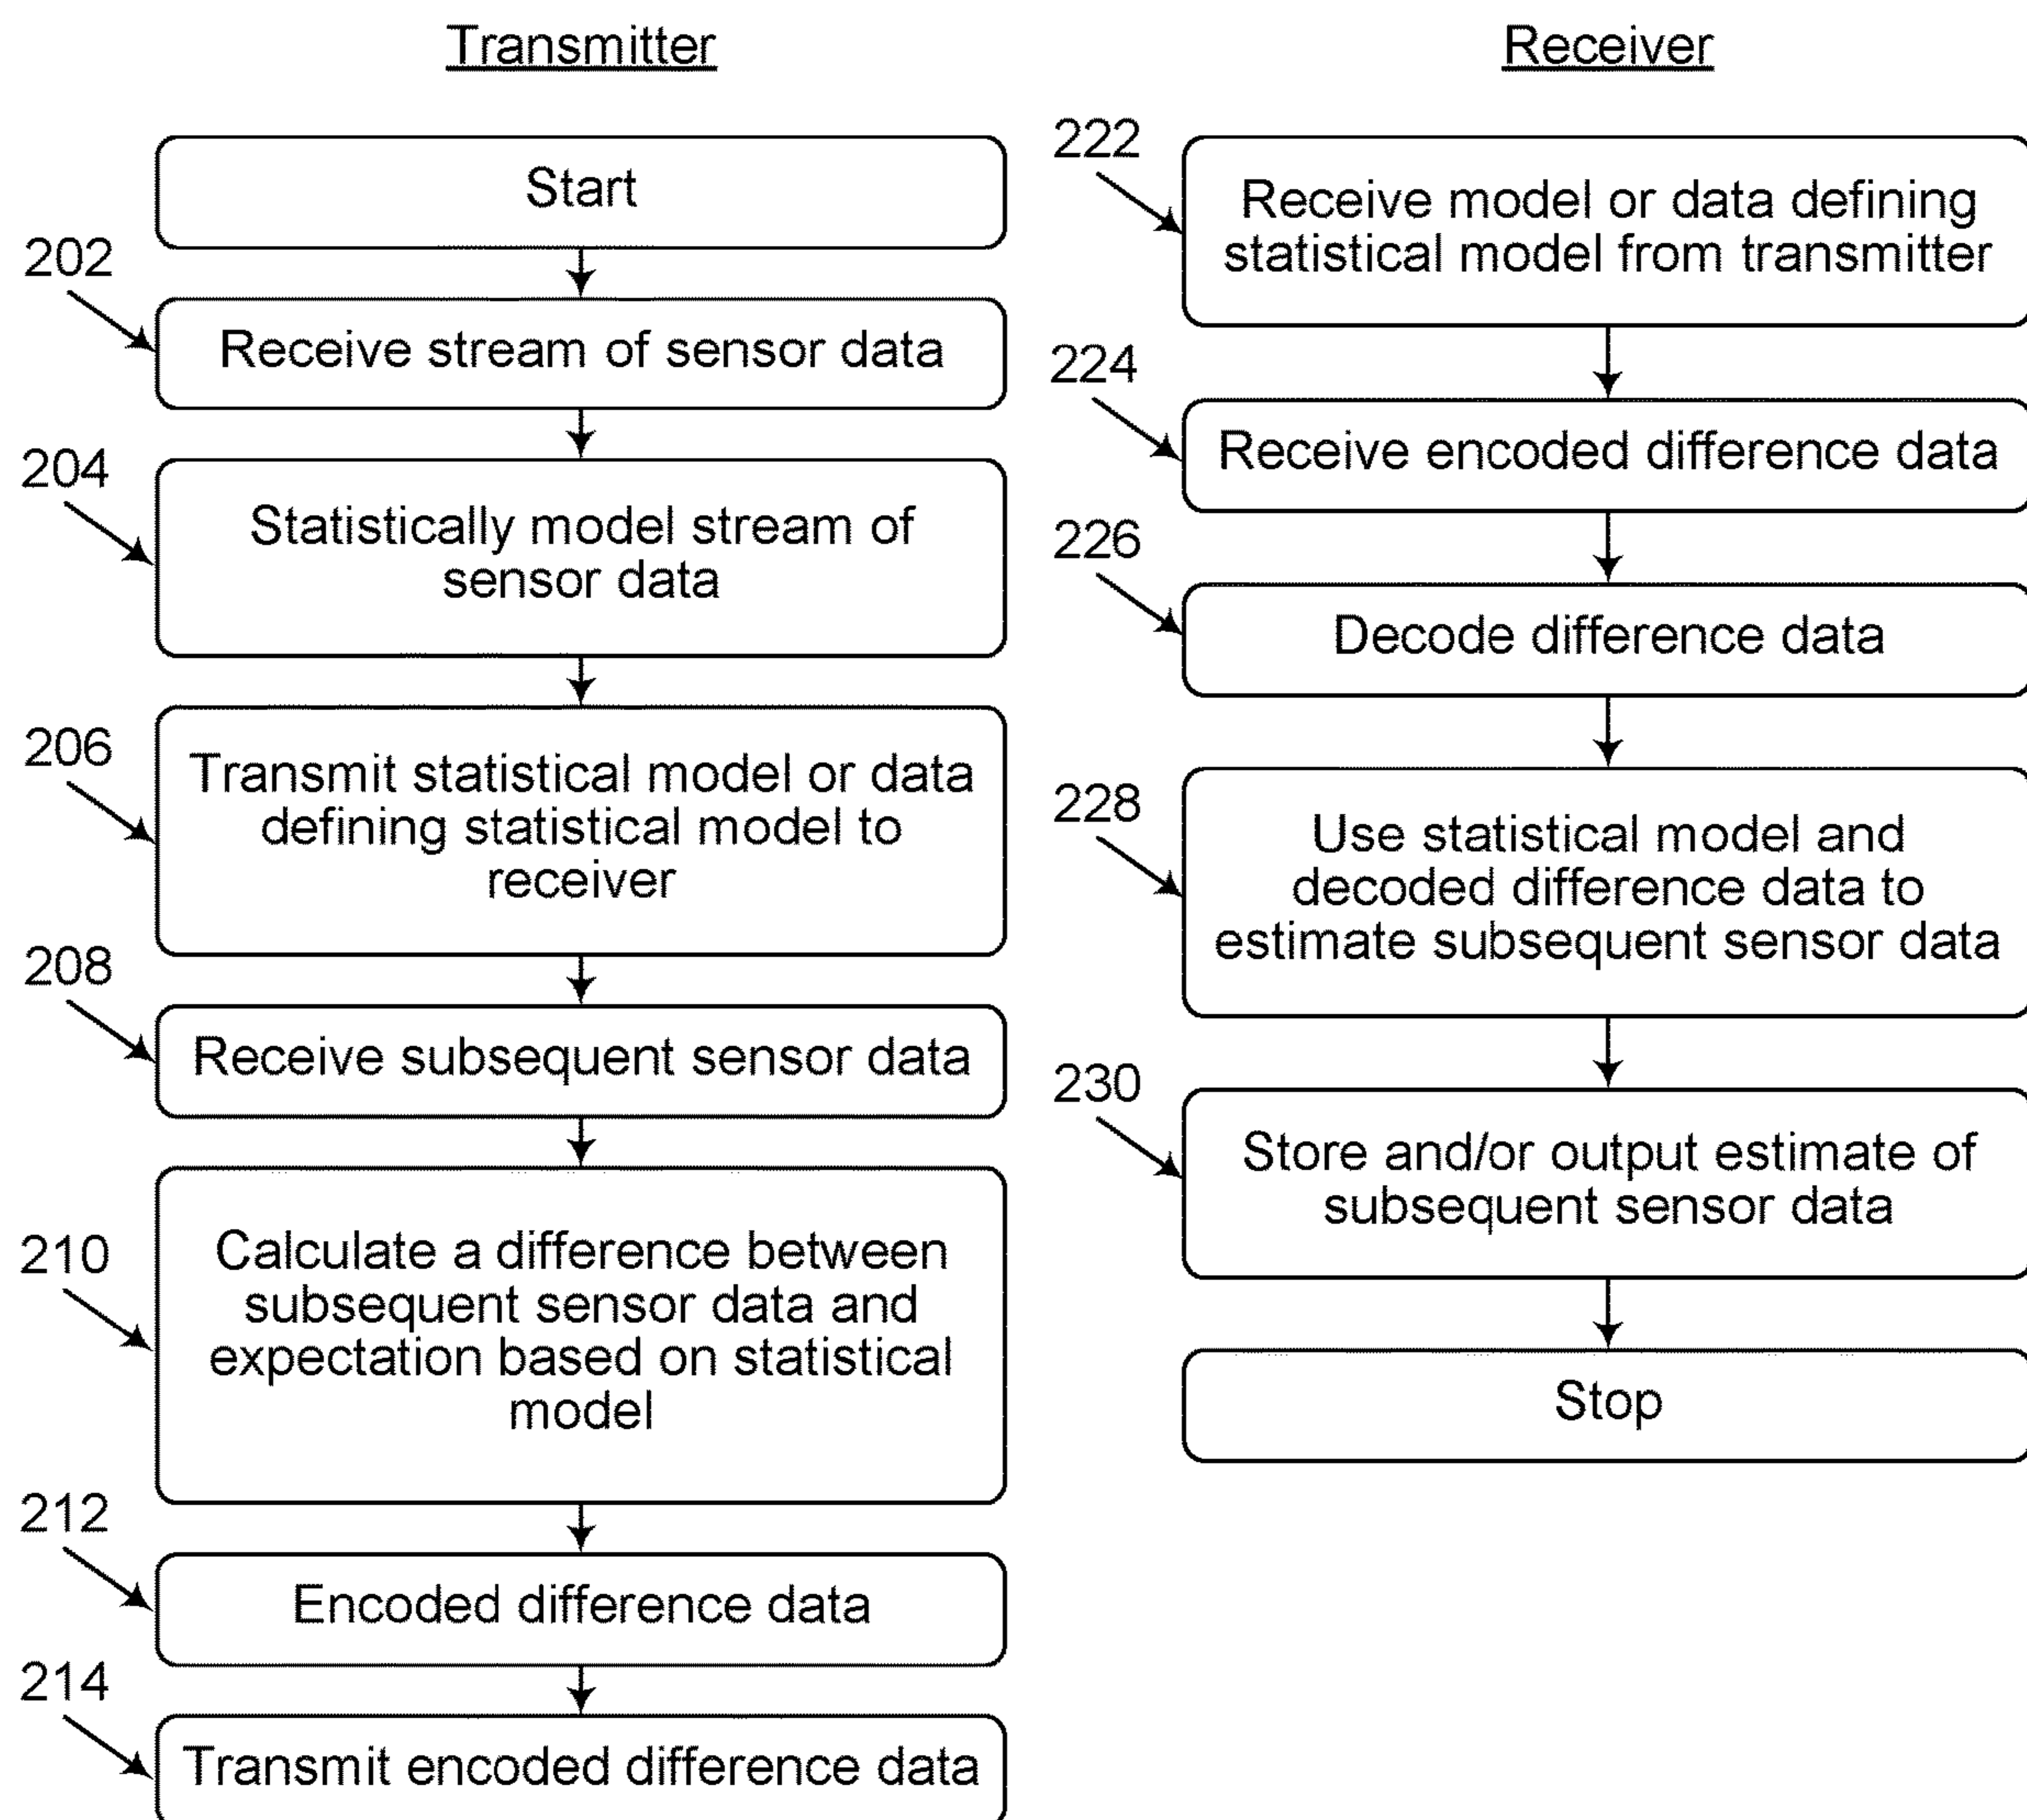 Transmitter
Start
202
Receive stream of sensor data
204
Statistically model stream of
sensor data
206
Transmit statistical model or data
defining statistical model to
receiver
208
Receive subsequent sensor data
210
Calculate a difference between
subsequent sensor data and
expectation based on statistical
model
212
Encoded difference data
214
Transmit encoded difference data
Receiver
222
Receive model or data defining
statistical model from transmitter
224
Receive encoded difference data
226
Decode difference data
228
Use statistical model and
decoded difference data to
estimate subsequent sensor data
230
Store and/or output estimate of
subsequent sensor data
Stop